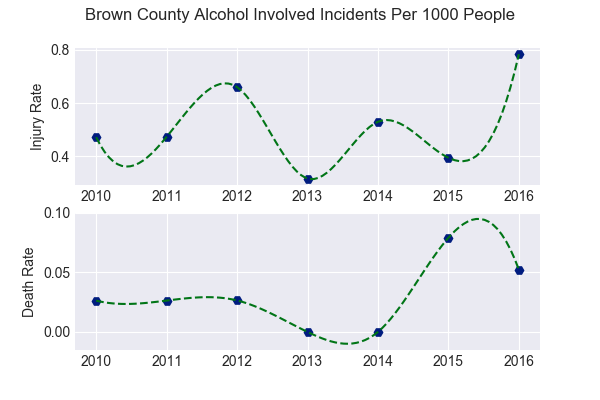 Brown County Alcohol Involved Incidents Per 1000 People
0.8
0.6
0.4
Injury Rate
2010 2011 2012 2013 2014 2015 2016
0.10
0.05
0.00
Death Rate
2010 2011 2012 2013 2014 2015 2016